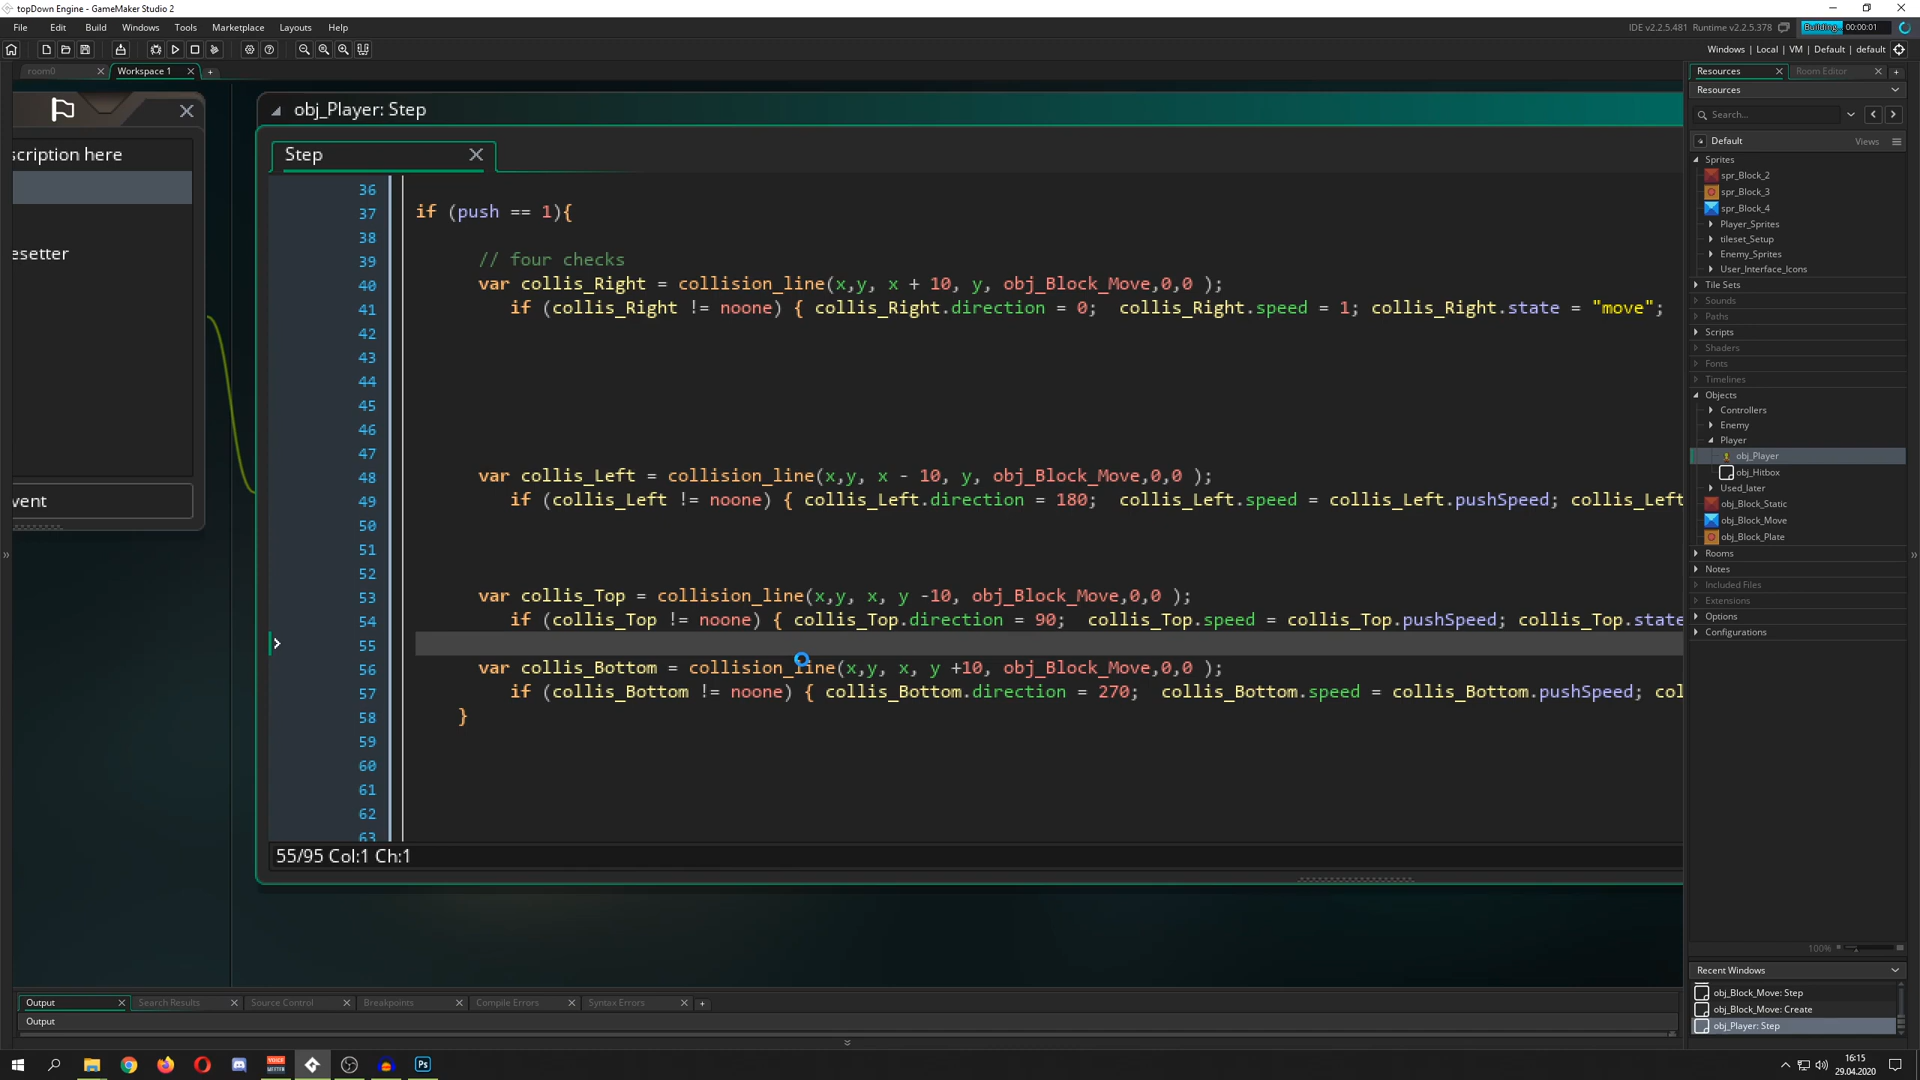 topDown Engine - GameMaker Studio 2
File Edit Build Windows Tools Marketplace Layouts Help
IDE v2.2.5.481 Runtime v2.2.5.378 Building 00:00:01
Windows | Local | VM | Default | default
room0
Workspace 1
Resources
Room Editor
Resources
Search...
Default
Views
Sprites
spr_Block_2
spr_Block_3
spr_Block_4
Player_Sprites
tileset_Setup
Enemy_Sprites
User_Interface_Icons
Tile Sets
Sounds
Paths
Scripts
Shaders
Fonts
Timelines
Objects
Controllers
Enemy
Player
obj_Player
obj_Hitbox
Used_later
obj_Block_Static
obj_Block_Move
obj_Block_Plate
Rooms
Notes
Included Files
Extensions
Options
Configurations
100%
Recent Windows
obj_Block_Move: Step
obj_Block_Move: Create
obj_Player: Step
scription here
esetter
vent
obj_Player: Step
Step
36
37 if (push == 1){
38
39 // four checks
40 var collis_Right = collision_line(x,y, x + 10, y, obj_Block_Move,0,0 );
41 if (collis_Right != noone) { collis_Right.direction = 0; collis_Right.speed = 1; collis_Right.state = "move";
42
43
44
45
46
47
48 var collis_Left = collision_line(x,y, x - 10, y, obj_Block_Move,0,0 );
49 if (collis_Left != noone) { collis_Left.direction = 180; collis_Left.speed = collis_Left.pushSpeed; collis_Left
50
51
52
53 var collis_Top = collision_line(x,y, x, y -10, obj_Block_Move,0,0 );
54 if (collis_Top != noone) { collis_Top.direction = 90; collis_Top.speed = collis_Top.pushSpeed; collis_Top.state
55
56 var collis_Bottom = collision_line(x,y, x, y +10, obj_Block_Move,0,0 );
57 if (collis_Bottom != noone) { collis_Bottom.direction = 270; collis_Bottom.speed = collis_Bottom.pushSpeed; col
58 }
59
60
61
62
63
55/95 Col:1 Ch:1
Output
Search Results
Source Control
Breakpoints
Compile Errors
Syntax Errors
Output
Ps
16:15
29.04.2020